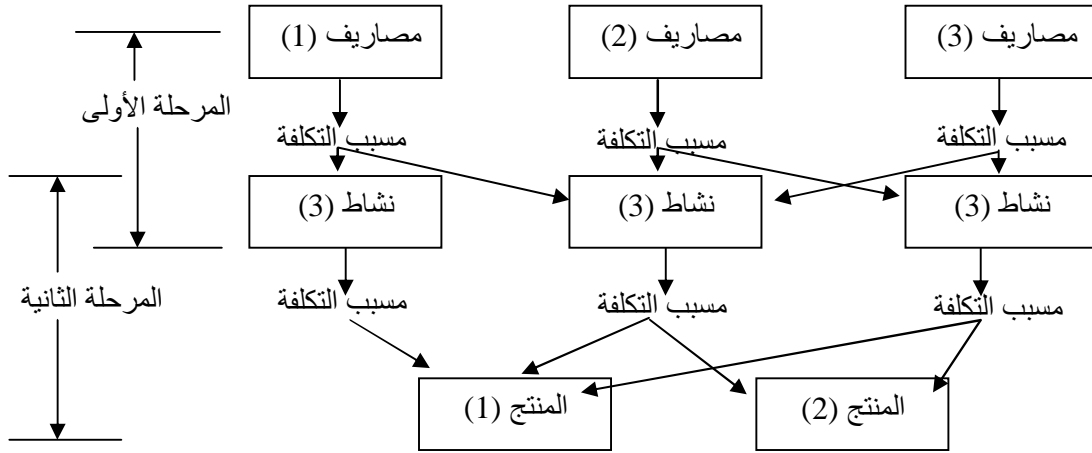 مصاريف (1)
مصاريف (2)
مصاريف (3)
المرحلة الأولى
مسبب التكلفة
مسبب التكلفة
مسبب التكلفة
نشاط (3)
نشاط (3)
نشاط (3)
المرحلة الثانية
مسبب التكلفة
مسبب التكلفة
مسبب التكلفة
المنتج (1)
المنتج (2)